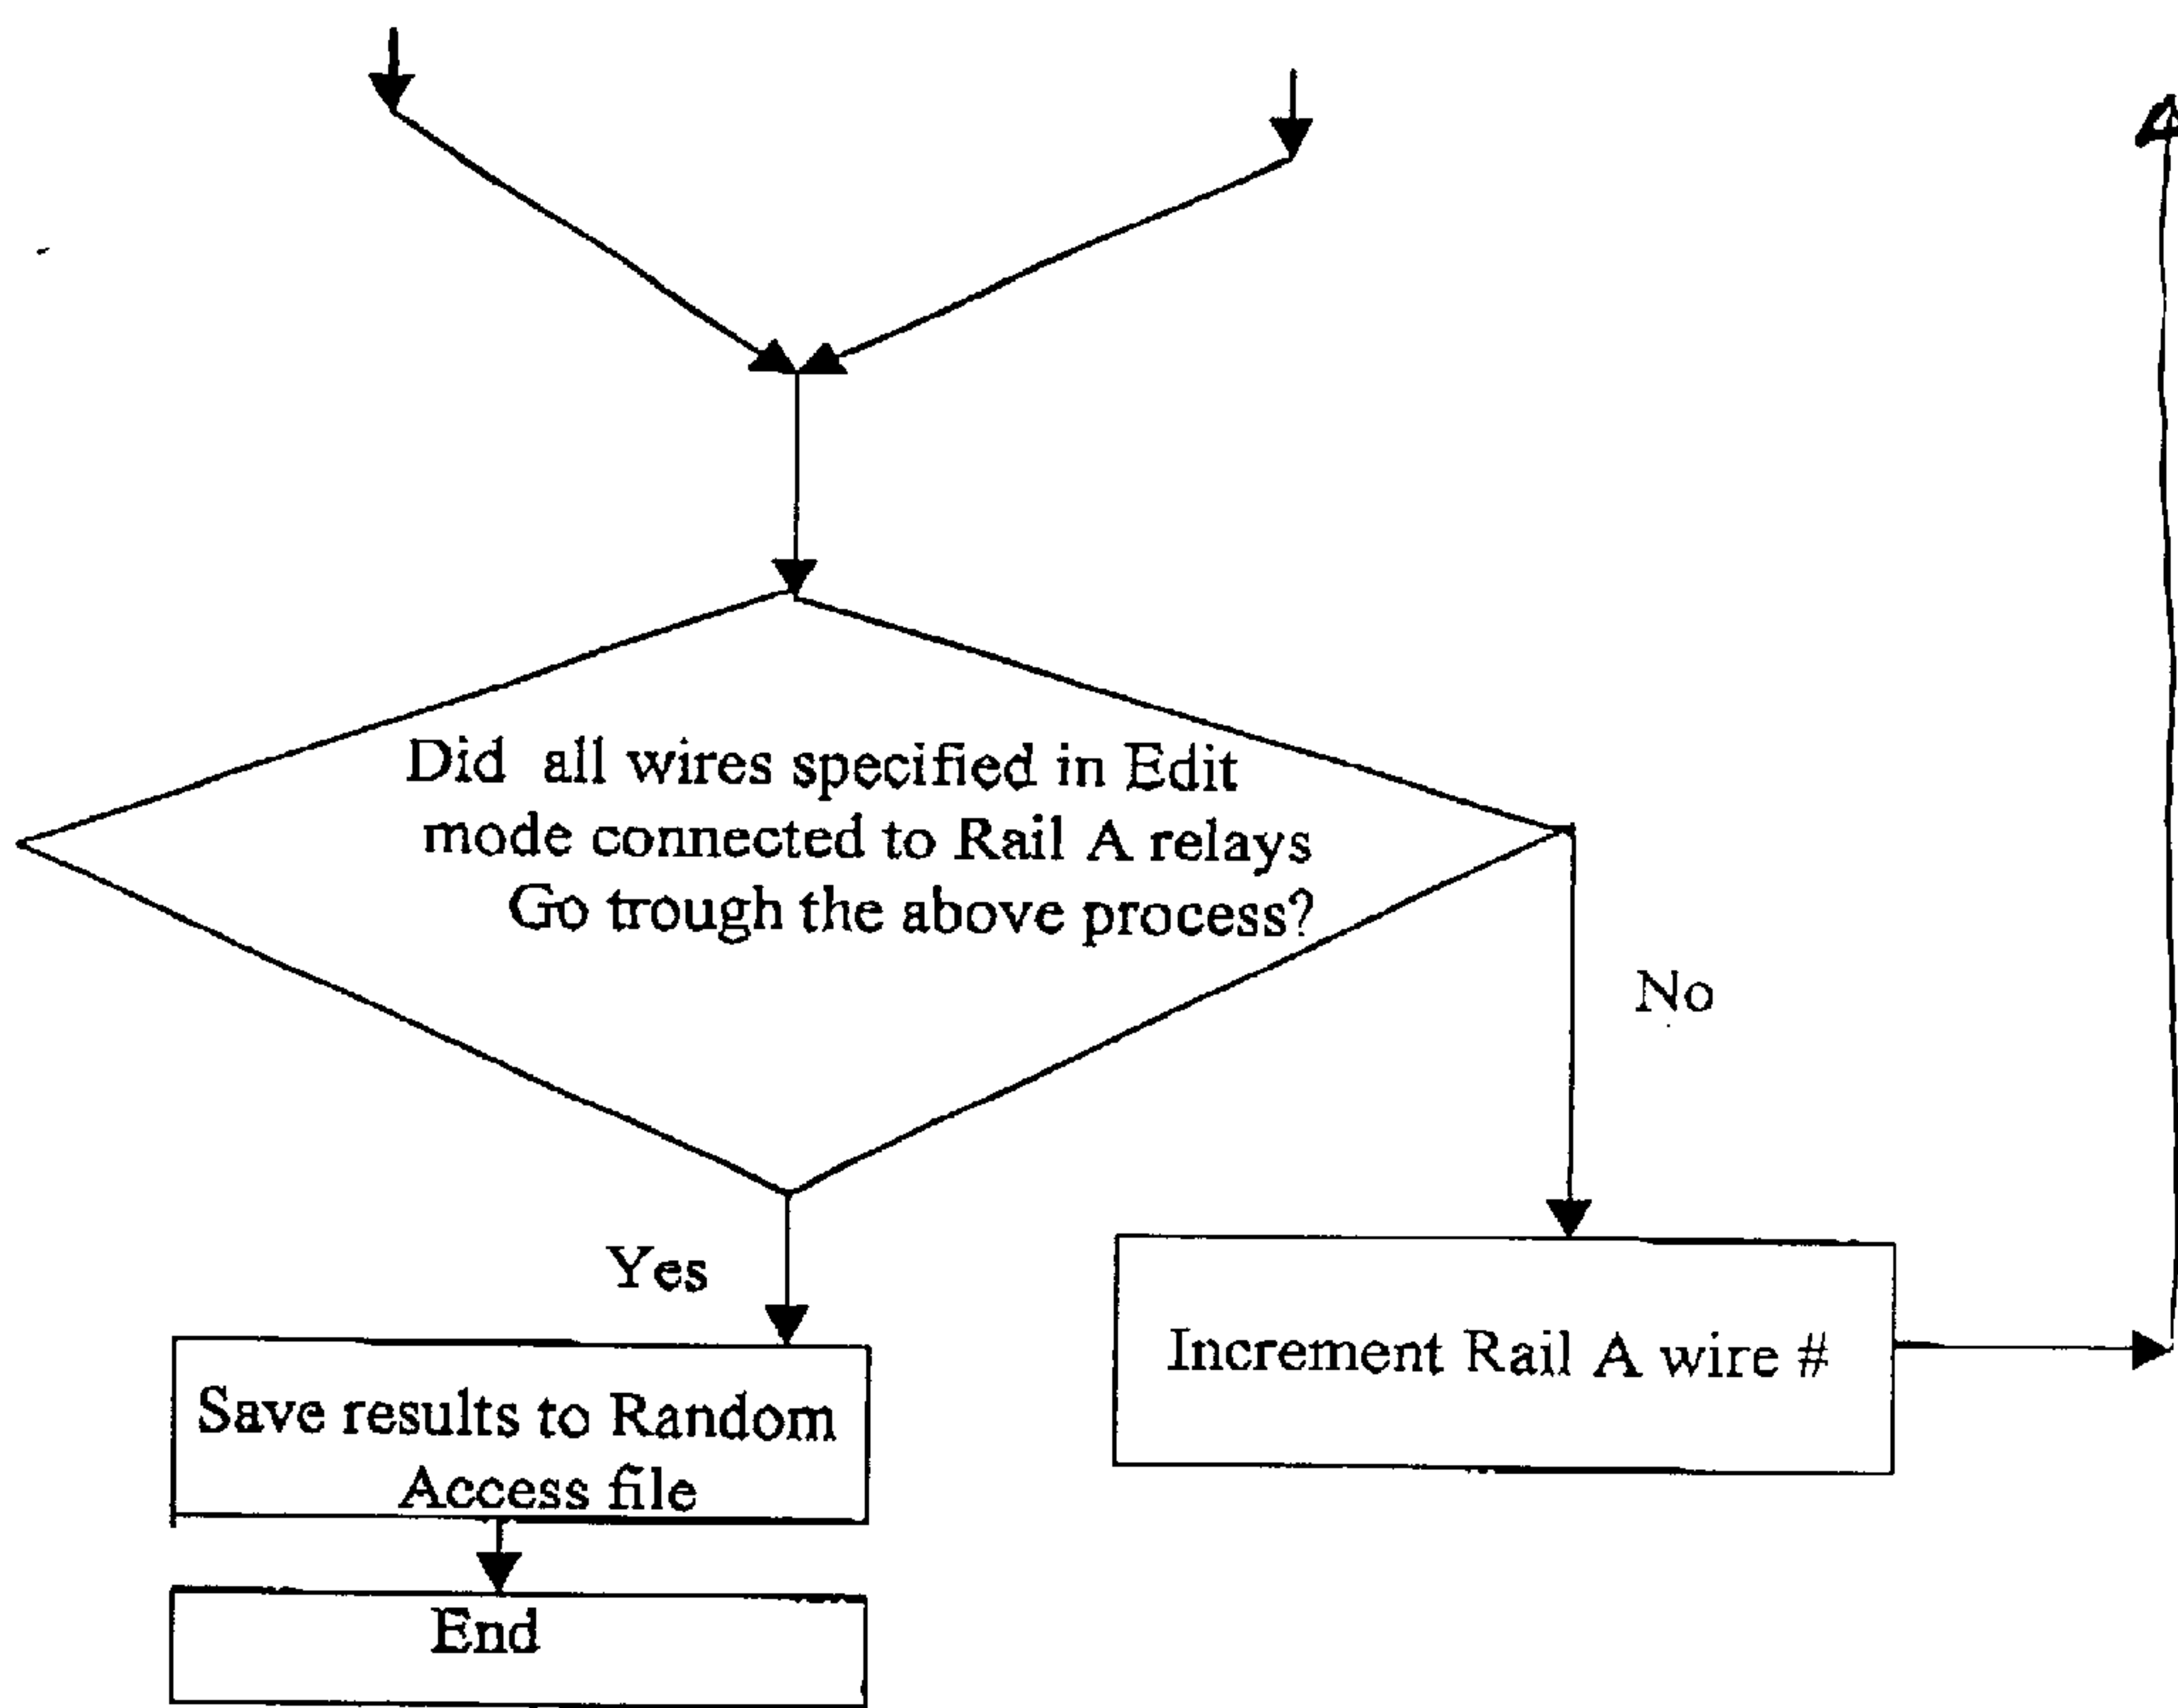 Did all wires specified in Edit
mode connected to Rail A relays
Go trough the above process?
No
Yes
Increment Rail A wire #
Save results to Random
Access file
End